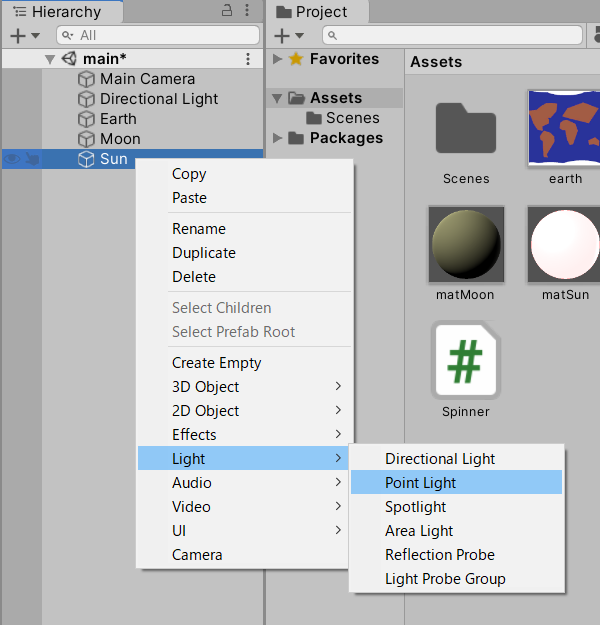 Hierarchy
All
main*
Main Camera
Directional Light
Earth
Moon
Sun
Copy
Paste
Rename
Duplicate
Delete
Select Children
Select Prefab Root
Create Empty
3D Object
2D Object
Effects
Light
Audio
Video
UI
Camera
Directional Light
Point Light
Spotlight
Area Light
Reflection Probe
Light Probe Group
Project
Favorites
Assets
Scenes
Packages
Assets
Scenes
earth
matMoon
matSun
#
Spinner